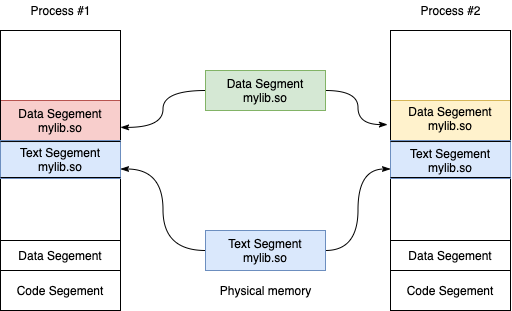 Process #1
Process #2
Data Segement
mylib.so
Text Segement
mylib.so
Data Segement
Code Segement
Data Segment
mylib.so
Text Segment
mylib.so
Physical memory
Data Segement
mylib.so
Text Segement
mylib.so
Data Segement
Code Segement